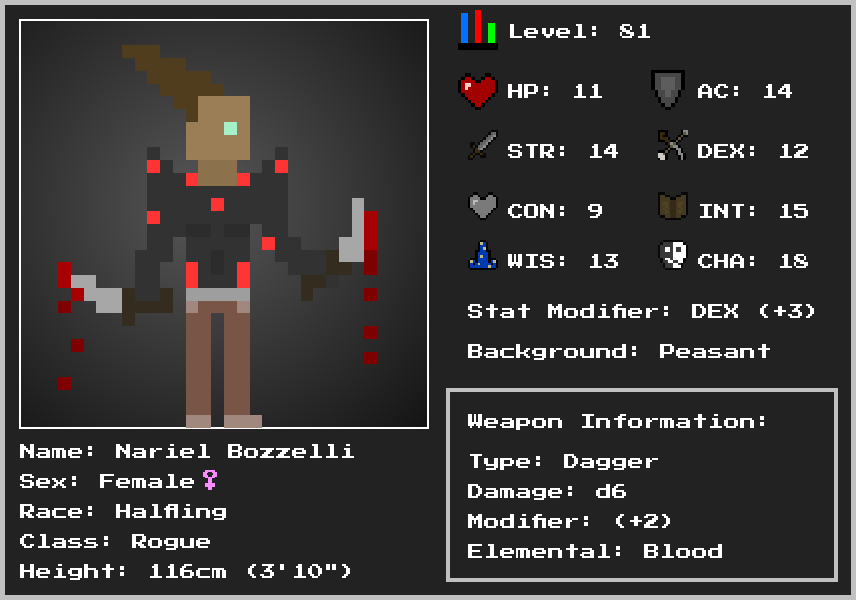 Level: 81
HP: 11
AC: 14
STR: 14
DEX: 12
CON: 9
INT: 15
WIS: 13
CHA: 18
Stat Modifier: DEX (+3)
Background: Peasant
Weapon Information:
Type: Dagger
Damage: d6
Modifier: (+2)
Elemental: Blood
Name: Nariel Bozzelli
Sex: Female♀
Race: Halfling
Class: Rogue
Height: 116cm (3'10")